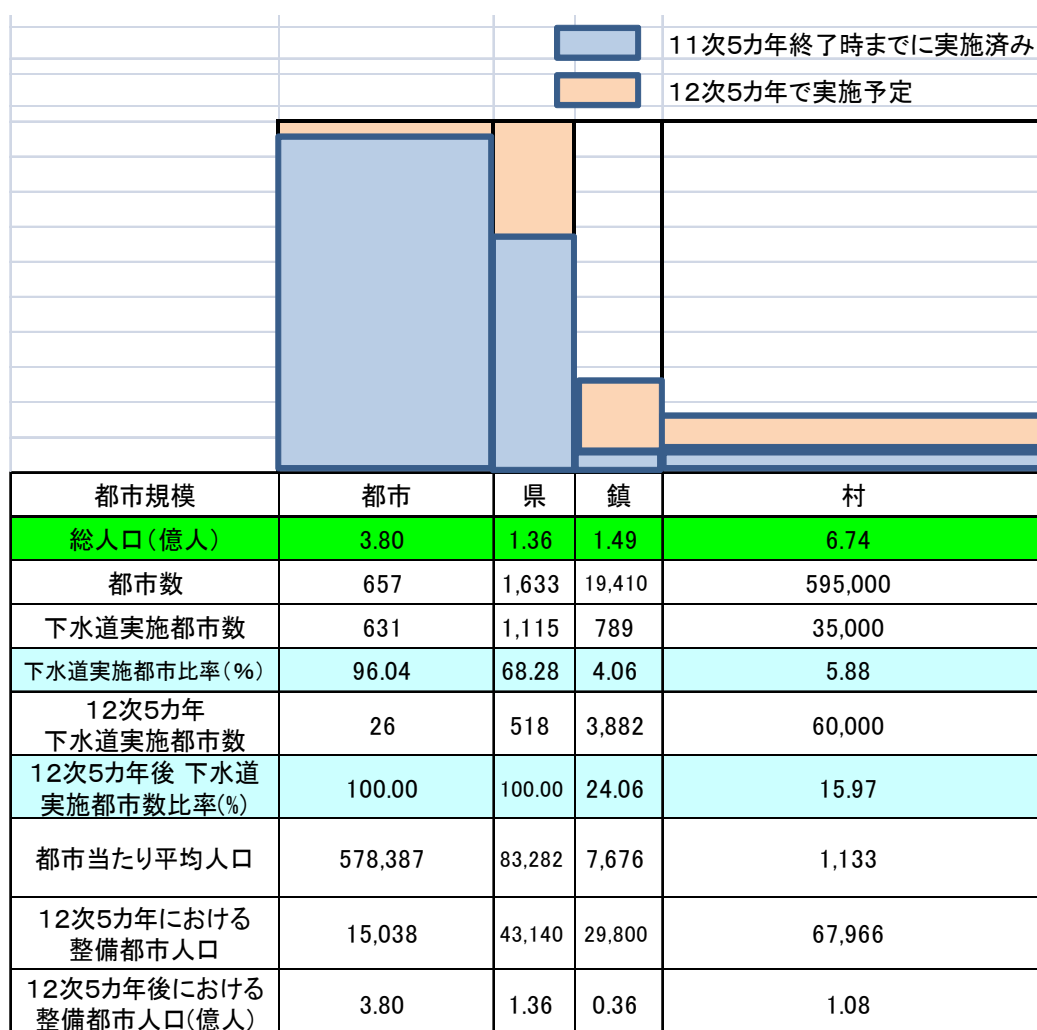 11次5カ年終了時までに実施済み
12次5カ年で実施予定
都市規模 都市 県 鎮 村
総人口(億人) 3.80 1.36 1.49 6.74
都市数 657 1,633 19,410 595,000
下水道実施都市数 631 1,115 789 35,000
下水道実施都市比率(%) 96.04 68.28 4.06 5.88
12次5カ年
下水道実施都市数 26 518 3,882 60,000
12次5カ年後 下水道
実施都市数比率(%) 100.00 100.00 24.06 15.97
都市当たり平均人口 578,387 83,282 7,676 1,133
12次5カ年における
整備都市人口 15,038 43,140 29,800 67,966
12次5カ年後における
整備都市人口(億人) 3.80 1.36 0.36 1.08